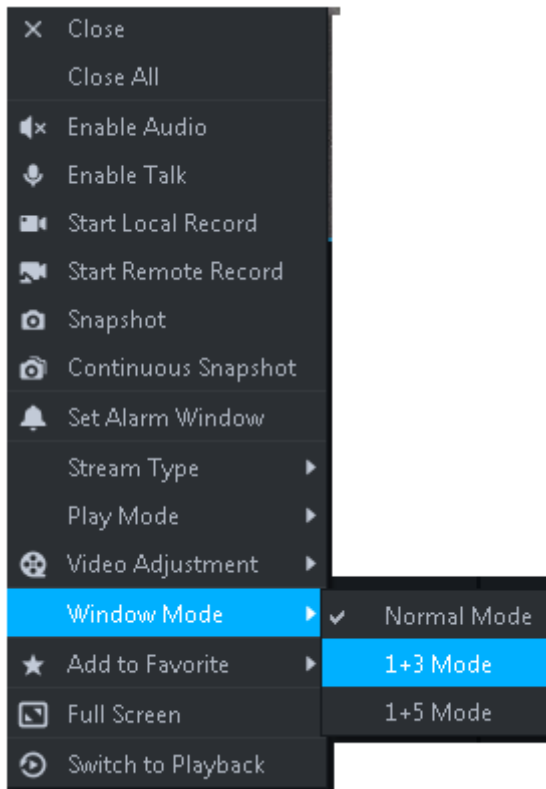 Close
Close All
Enable Audio
Enable Talk
Start Local Record
Start Remote Record
Snapshot
Continuous Snapshot
Set Alarm Window
Stream Type
Play Mode
Video Adjustment
Window Mode
Normal Mode
Add to Favorite
1+3 Mode
Full Screen
1+5 Mode
Switch to Playback